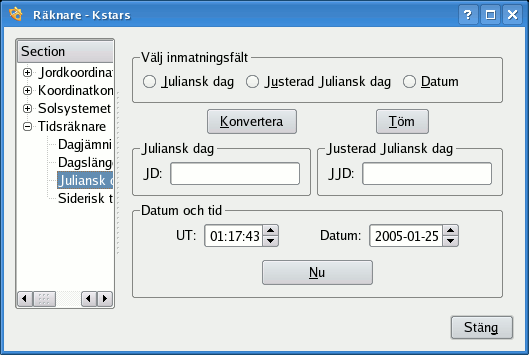 Räknare - Kstars
Section
Jordkoordinat
Koordinatkon
Solsystemet
Tidsräknare
Dagjämni
Dagslänge
Juliansk d
Siderisk t
Välj inmatningsfält
Juliansk dag
Justerad Juliansk dag
Datum
Konvertera
Töm
Juliansk dag
JD:
Justerad Juliansk dag
JJD:
Datum och tid
UT: 01:17:43
Datum: 2005-01-25
Nu
Stäng